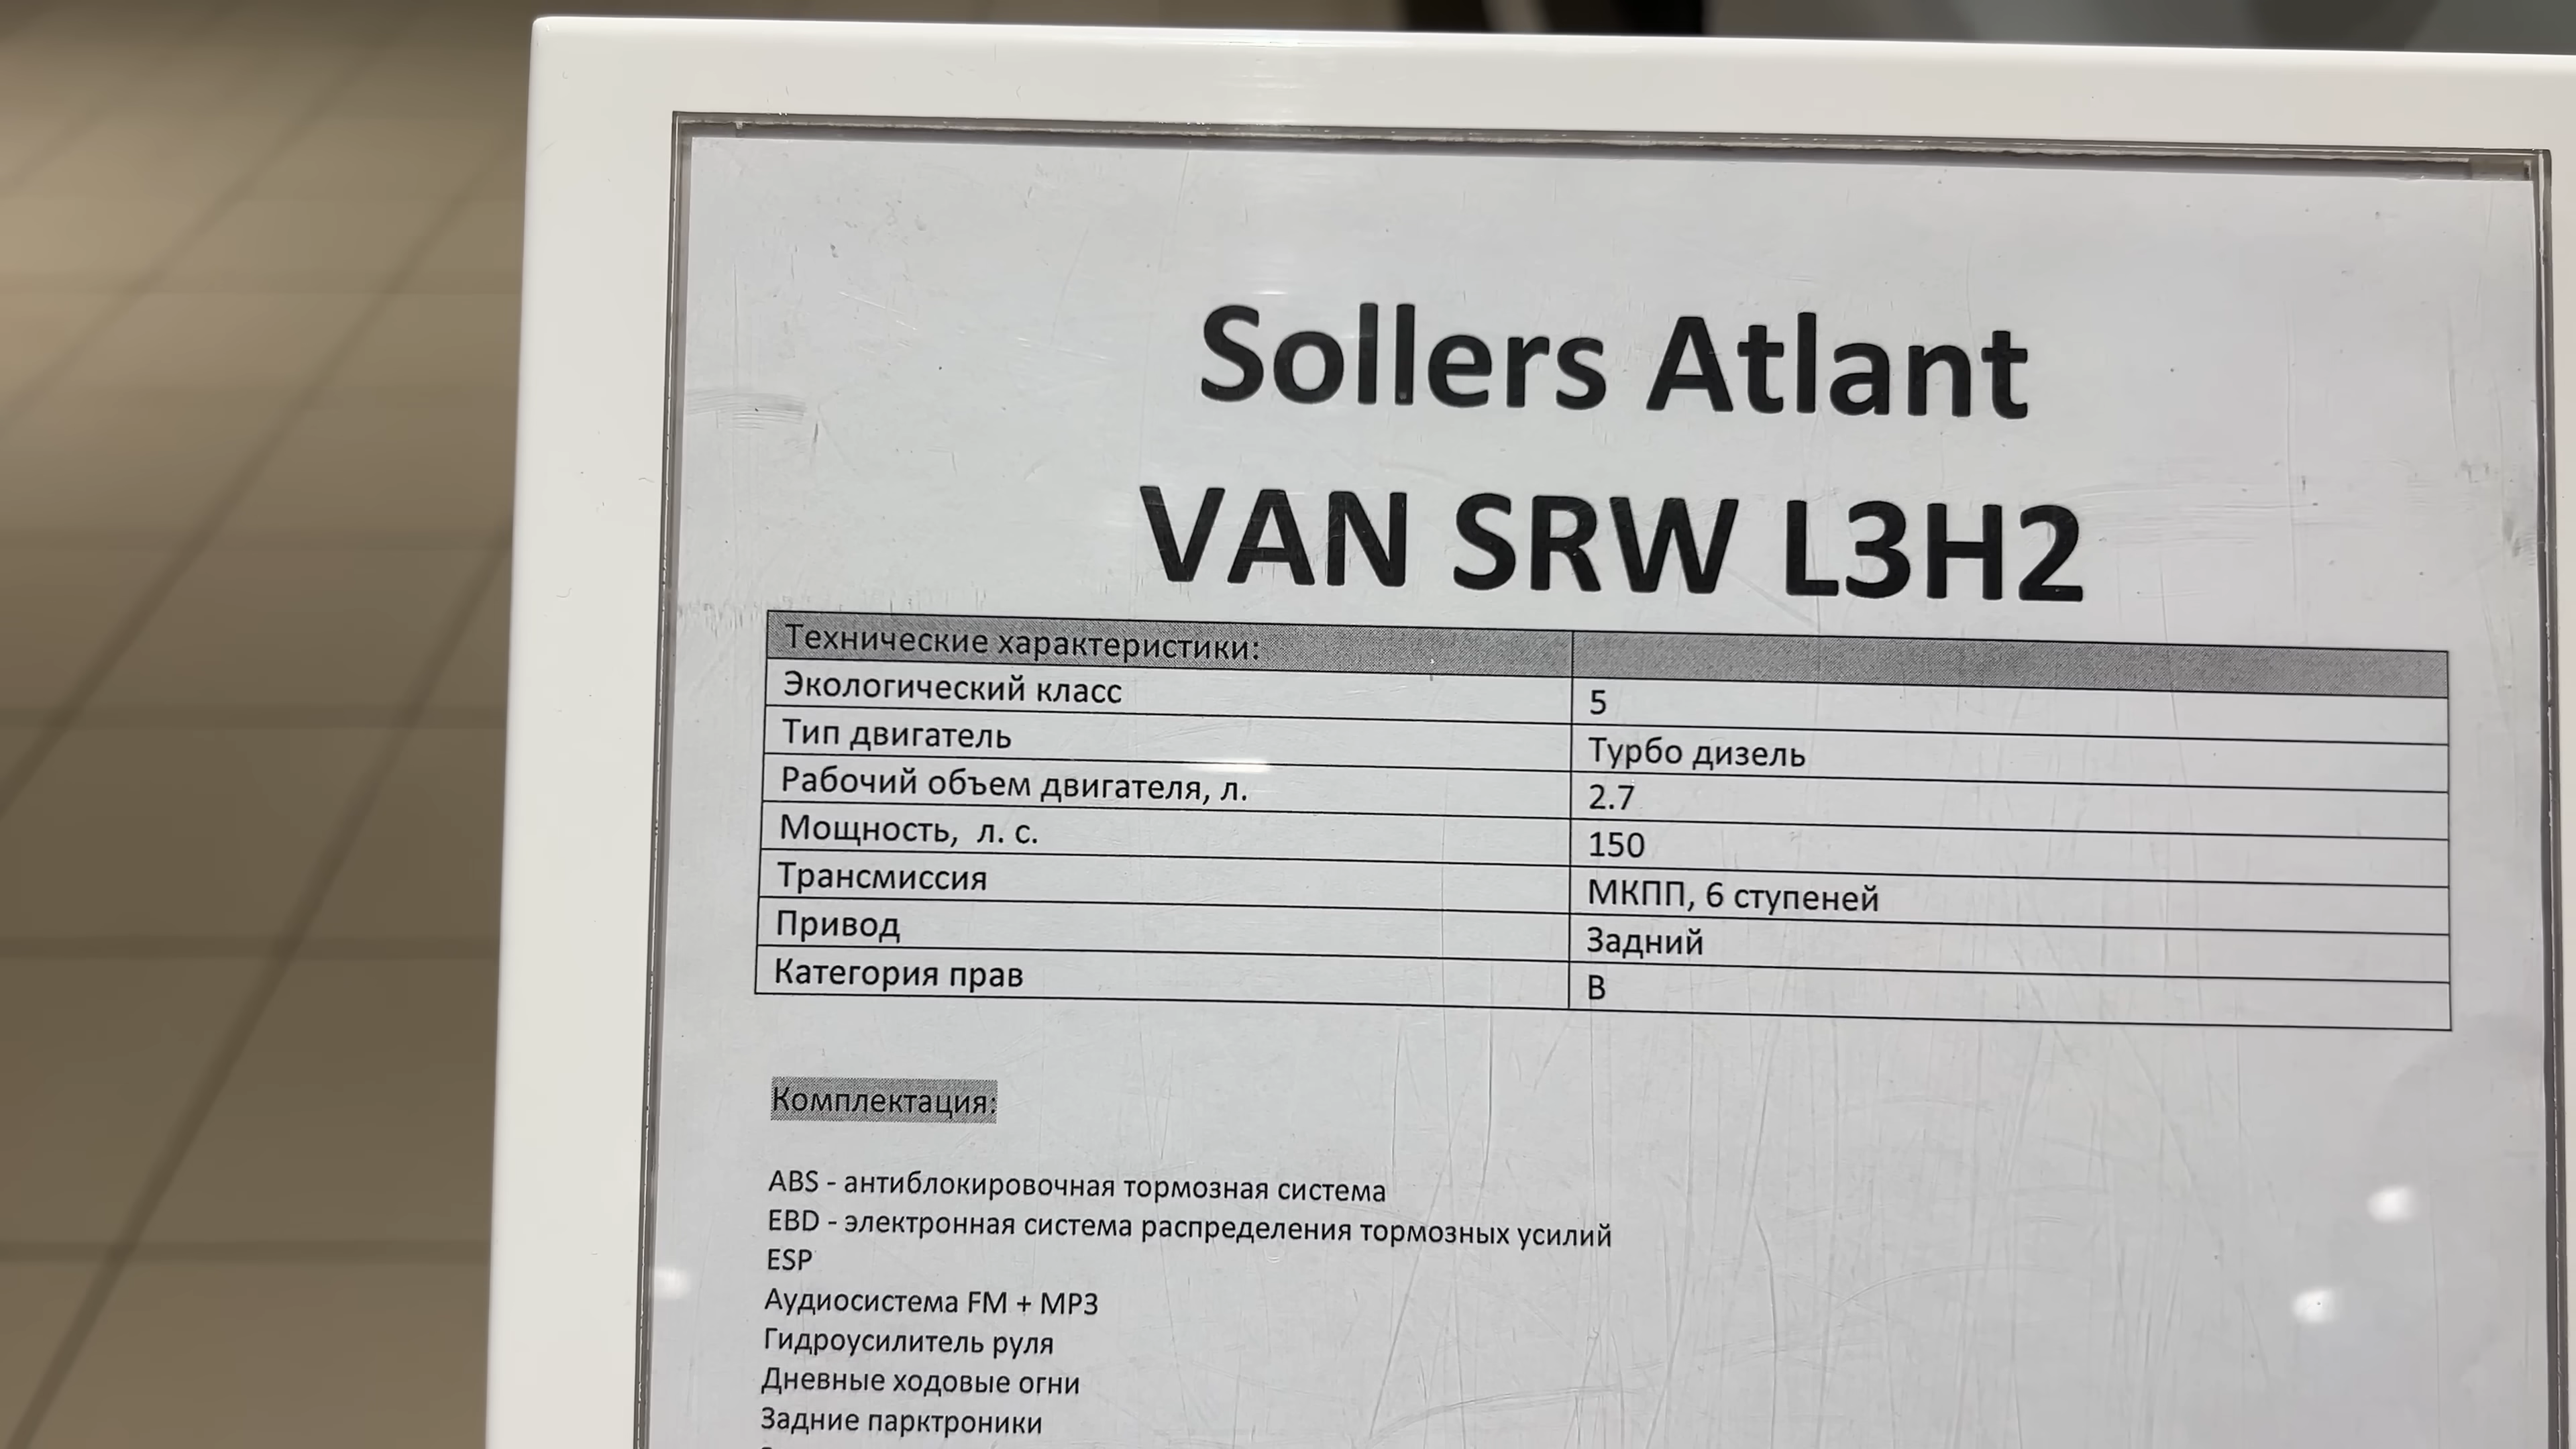 Sollers Atlant
VAN SRW L3H2
Технические характеристики:
Экологический класс 5
Тип двигатель Турбо дизель
Рабочий объем двигателя, л. 2.7
Мощность, л. с. 150
Трансмиссия МКПП, 6 ступеней
Привод Задний
Категория прав В
Комплектация:
ABS - антиблокировочная тормозная система
EBD - электронная система распределения тормозных усилий
ESP
Аудиосистема FM + MP3
Гидроусилитель руля
Дневные ходовые огни
Задние парктроники